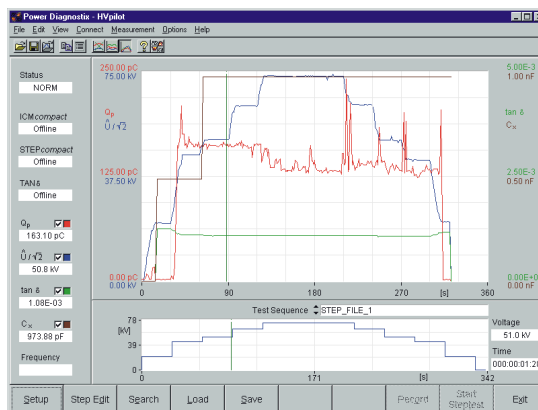 Power Diagnostix - HVpilot
File Edit View Connect Measurement Options Help
Status
NORM
ICMcompact
Offline
STEPcompact
Offline
TANδ
Offline
Qp
163.10 pC
Û/√2
50.8 kV
tan δ
1.08E-03
Cx
973.88 pF
Frequency
250.00 pC
75.00 kV
Qp
Û/√2
125.00 pC
37.50 kV
0.00 pC
0.00 kV
5.00E-3
1.00 nF
tan δ
Cx
2.50E-3
0.50 nF
0.00E+0
0.00 nF
0 90 180 [s] 270 360
Test Sequence STEP_FILE_1
78
[kV]
39
0
0 171 [s] 342
Voltage
51.0 kV
Time
000:00:01:2
Setup Step Edit Search Load Save Record Start Steptest Exit